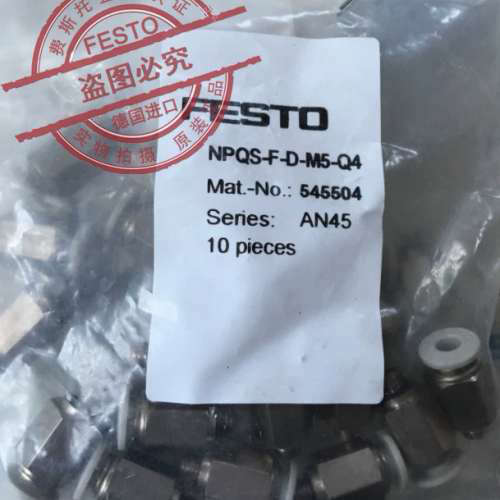 费斯托
证
FESTO
盗图必究
德国进口
实物拍摄 原装
品
FESTO
NPQS-F-D-M5-Q4
Mat.-No.: 545504
Series: AN45
10 pieces